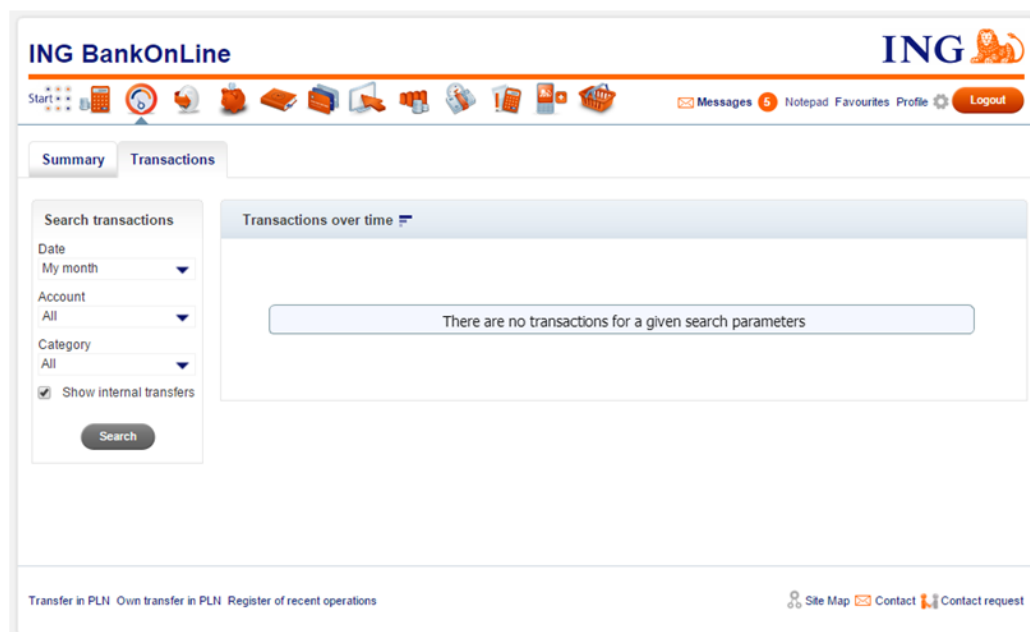 ING BankOnLine
ING
Start
Messages 5 Notepad Favourites Profile Logout
Summary Transactions
Search transactions
Transactions over time
Date
My month
Account
All
There are no transactions for a given search parameters
Category
All
Show internal transfers
Search
Transfer in PLN Own transfer in PLN Register of recent operations
Site Map Contact Contact request